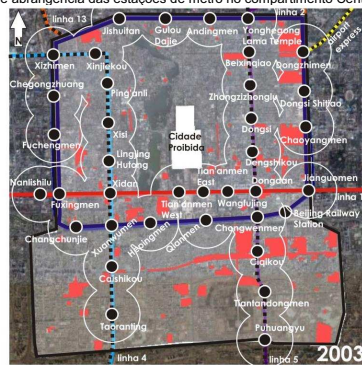 e abrangência das estações de metrô no compartimento Cen
N
linha 13
linha 2
airport
express
Jishuitan
Gulou
Dajie
Andingmen
Yonghegong
Lama Temple
Xizhimen
Xinjiekou
Beixinqiao
Dongzhimen
Chegongzhuang
Ping'anli
Zhangzizhonglu
Dongsi Shitiao
Fuchengmen
Xisi
Cidade
Proibida
Dongsi
Chaoyangmen
Lingjing
Hutong
Dengshikou
Nanlishilu
Xidan
Tian'anmen
East
Dongdan
Jianguomen
Fuxingmen
Tian'anmen
West
Wangfujing
linha 1
Changchunjie
Xuanwumen
Hepingmen
Qianmen
Chongwenmen
Beijing Railway
Station
Caishikou
Ciqikou
Tiantandongmen
Taoranting
Puhuangyu
linha 4
linha 5
2003